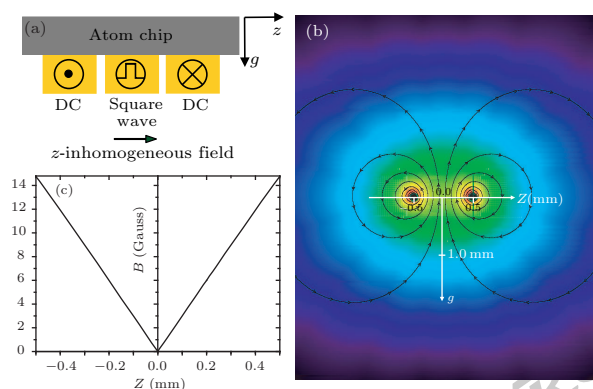 (a)
Atom chip
z
g
DC
Square
wave
DC
z-inhomogeneous field
(b)
0.0
0.5
0.5
Z(mm)
1.0 mm
g
(c)
14
12
10
8
6
4
2
0
B (Gauss)
−0.4
−0.2
0.0
0.2
0.4
Z (mm)